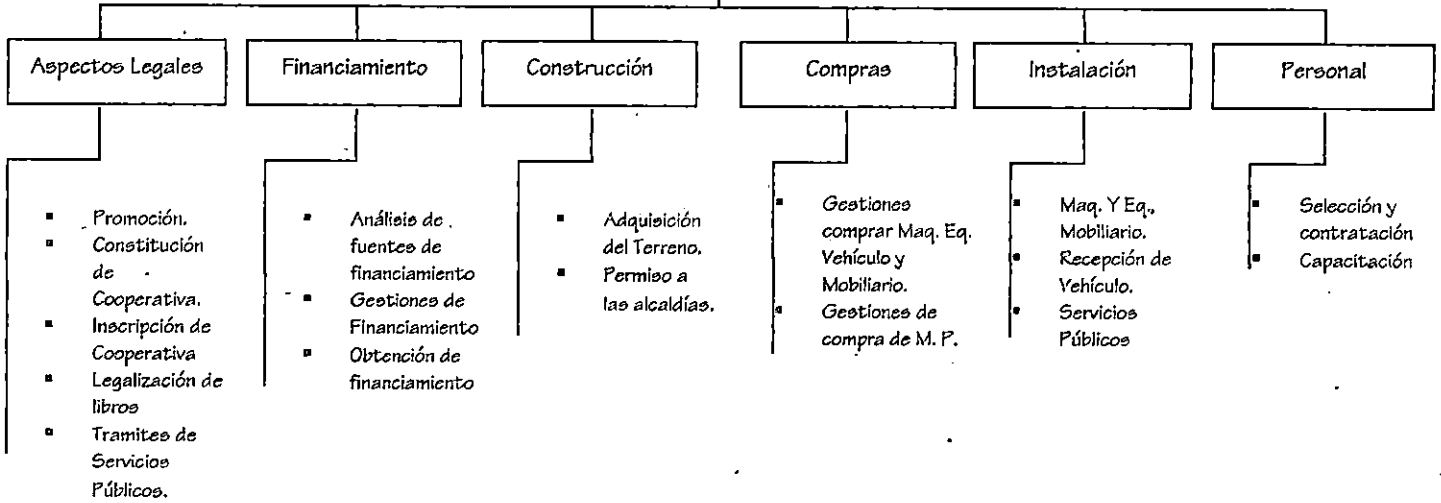 Aspectos Legales
Promoción.
Constitución
de
Cooperativa.
Inscripción de
Cooperativa
Legalización de
libros
Tramites de
Servicios
Públicos.
Financiamiento
Análisis de
fuentes de
financiamiento
Gestiones de
Financiamiento
Obtención de
financiamiento
Construcción
Adquisición
del Terreno.
Permiso a
las alcaldías.
Compras
Gestiones
comprar Maq. Eq.
Vehículo y
Mobiliario.
Gestiones de
compra de M. P.
Instalación
Maq. Y Eq.,
Mobiliario.
Recepción de
Vehículo.
Servicios
Públicos
Personal
Selección y
contratación
Capacitación